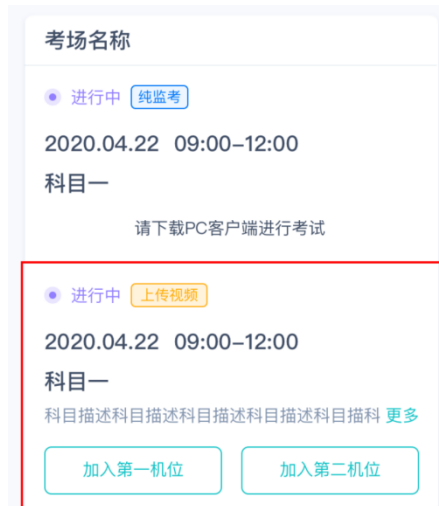 考场名称
进行中 纯监考
2020.04.22 09:00-12:00
科目一
请下载PC客户端进行考试
进行中 上传视频
2020.04.22 09:00-12:00
科目一
科目描述科目描述科目描述科目描述科目描科 更多
加入第一机位 加入第二机位